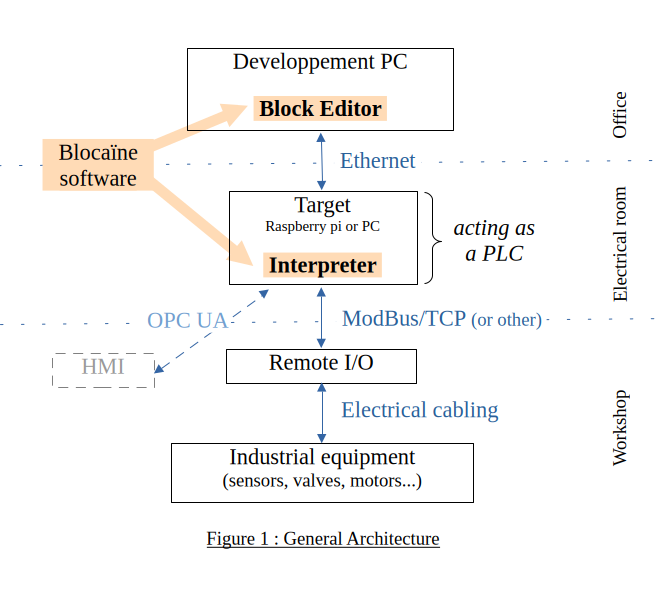 Developpement PC
Block Editor
Office
Blocaïne
software
Ethernet
Target
Raspberry pi or PC
Interpreter
acting as
a PLC
Electrical room
OPC UA
ModBus/TCP (or other)
HMI
Remote I/O
Electrical cabling
Workshop
Industrial equipment
(sensors, valves, motors...)
Figure 1 : General Architecture